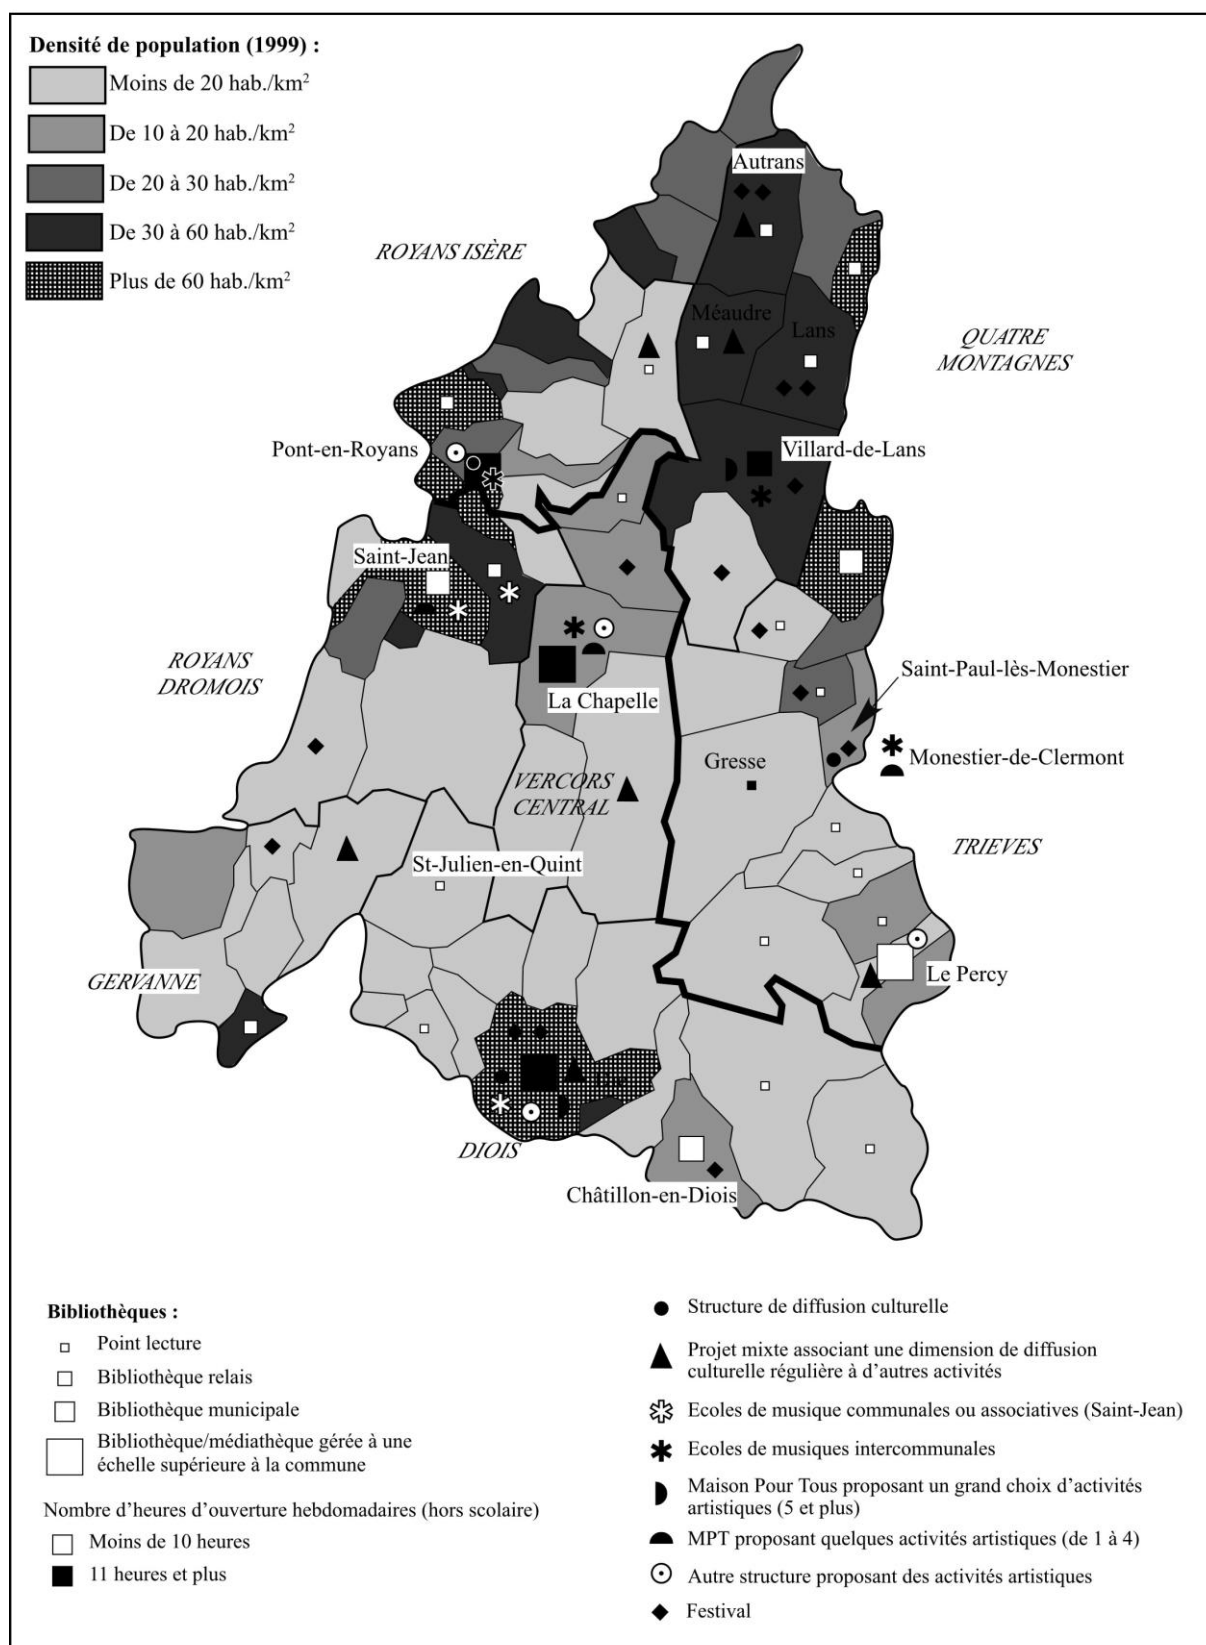 Densité de population (1999) :
Moins de 20 hab./km²
De 10 à 20 hab./km²
De 20 à 30 hab./km²
De 30 à 60 hab./km²
Plus de 60 hab./km²
Autrans
ROYANS ISÈRE
Méaudre
Lans
QUATRE
MONTAGNES
Pont-en-Royans
Villard-de-Lans
Saint-Jean
ROYANS
DROMOIS
Saint-Paul-lès-Monestier
La Chapelle
Gresse
Monestier-de-Clermont
VERCORS
CENTRAL
TRIEVES
St-Julien-en-Quint
GERVANNE
Le Percy
Die
DIOIS
Châtillon-en-Diois
Bibliothèques :
Point lecture
Bibliothèque relais
Bibliothèque municipale
Bibliothèque/médiathèque gérée à une
échelle supérieure à la commune
Nombre d'heures d'ouverture hebdomadaires (hors scolaire)
Moins de 10 heures
11 heures et plus
Structure de diffusion culturelle
Projet mixte associant une dimension de diffusion
culturelle régulière à d'autres activités
Ecoles de musique communales ou associatives (Saint-Jean)
Ecoles de musiques intercommunales
Maison Pour Tous proposant un grand choix d'activités
artistiques (5 et plus)
MPT proposant quelques activités artistiques (de 1 à 4)
Autre structure proposant des activités artistiques
Festival